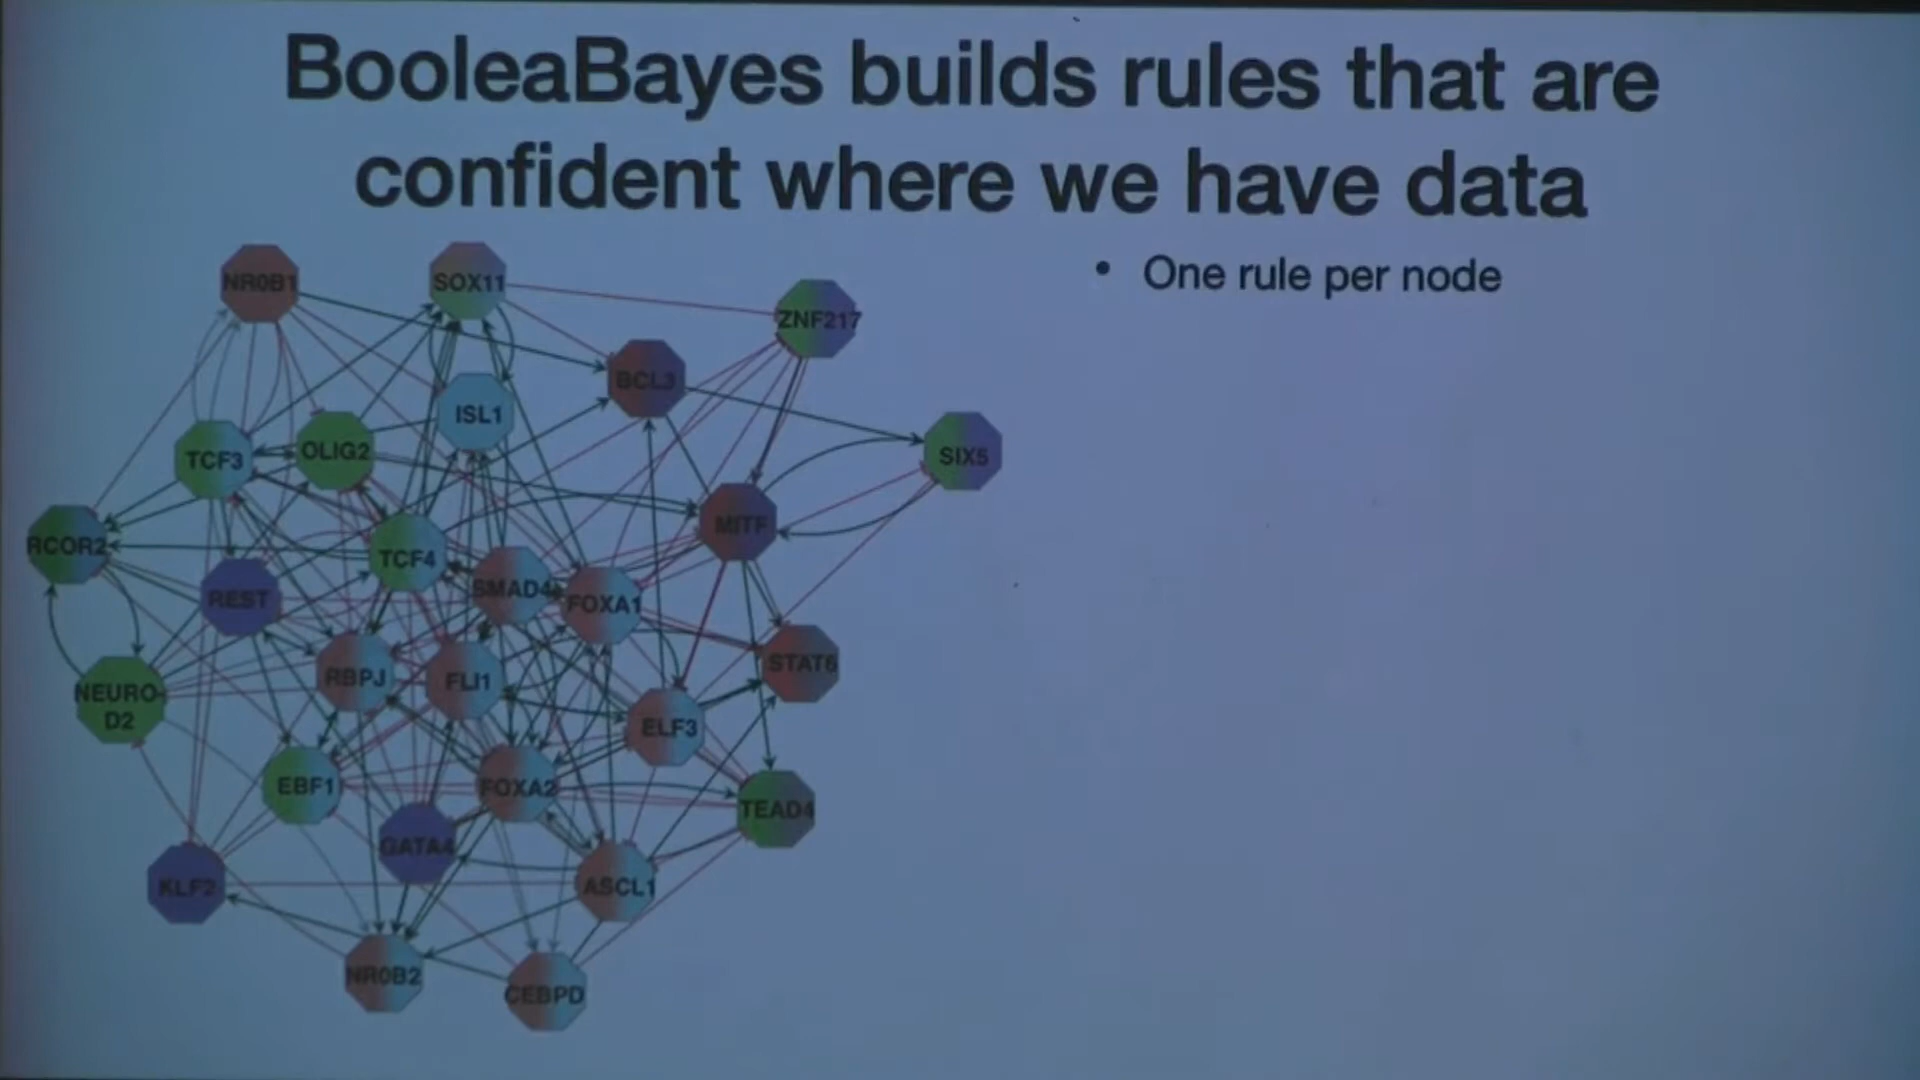 BooleaBayes builds rules that are
confident where we have data
• One rule per node
NR0B1
SOX11
ZNF217
BCL3
ISL1
TCF3
OLIG2
SIX5
MITF
RCOR2
TCF4
REST
SMAD4
FOXA1
STAT6
RBPJ
FLI1
NEURO-
D2
ELF3
EBF1
FOXA2
TEAD4
GATA4
KLF2
ASCL1
NR0B2
CEBPD